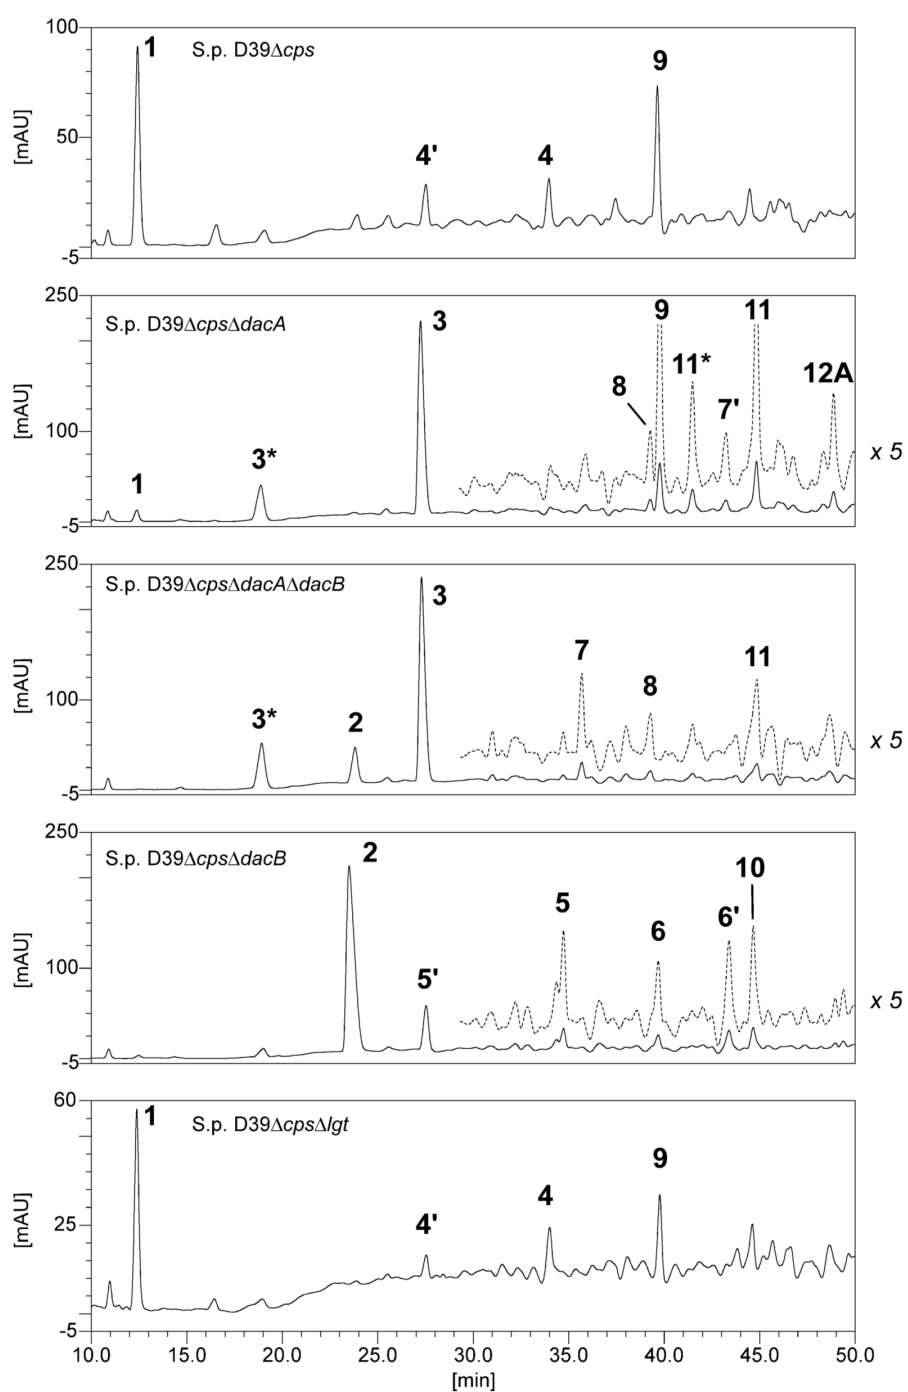 100
1
S.p. D39Δcps
9
4'
4
50
[mAU]
-5
250
S.p. D39ΔcpsΔdacA
3
9
11
11*
8
7'
12A
[mAU]
100
x 5
3*
1
-5
250
S.p. D39ΔcpsΔdacAΔdacB
3
7
11
8
[mAU]
100
3*
2
x 5
-5
250
S.p. D39ΔcpsΔdacB
2
10
5
6'
6
[mAU]
100
5'
x 5
-5
60
1
S.p. D39ΔcpsΔlgt
9
4
4'
[mAU]
25
-5
10.0 15.0 20.0 25.0 30.0 35.0 40.0 45.0 50.0
[min]